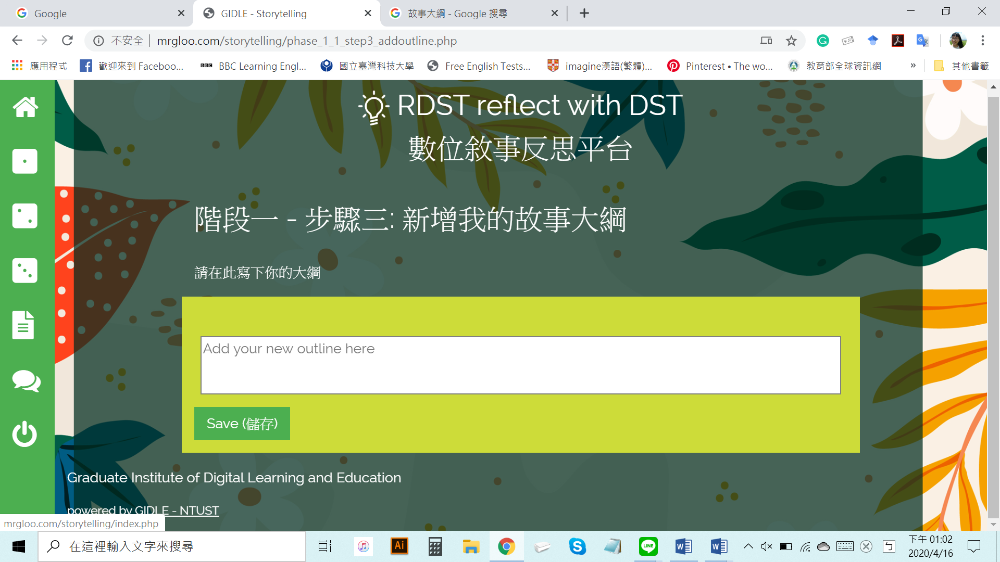 Google
GIDLE - Storytelling
故事大綱 - Google 搜尋
不安全
mrgloo.com/storytelling/phase_1_1_step3_addoutline.php
應用程式
歡迎來到 Faceboo...
BBC
BBC Learning Engl...
國立臺灣科技大學
Free English Tests...
imagine漢語(繁體)...
Pinterest • The wo...
教育部全球資訊網
»
其他書籤
RDST reflect with DST
數位敘事反思平台
階段一 - 步驟三: 新增我的故事大綱
請在此寫下你的大綱
Add your new outline here
Save (儲存)
Graduate Institute of Digital Learning and Education
powered by GIDLE - NTUST
mrgloo.com/storytelling/index.php
在這裡輸入文字來搜尋
Ai
LINE
W
W
ㄅ
下午 01:02
2020/4/16